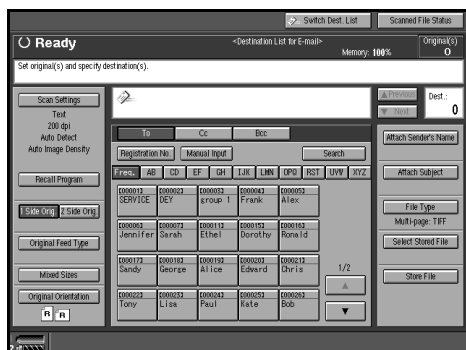 Switch Dest. List
Scanned File Status
Ready
<Destination List for E-mail>
Memory: 100%
Original(s)
0
Set original(s) and specify destination(s).
Scan Settings
Text
200 dpi
Auto Detect
Auto Image Density
Recall Program
1 Side Orig.
2 Side Orig.
Original Feed Type
Mixed Sizes
Original Orientation
R R
▲ Previous
▼ Next
Dest.:
0
To
Cc
Bcc
Registration No.
Manual Input
Search
Freq. AB CD EF GH IJK LMN OPQ RST UVW XYZ
[00001] [00002] [00003] [00004] [00005]
SERVICE DEY group 1 Frank Alex
[00006] [00007] [00011] [00015] [00016]
Jennifer Sarah Ethel Dorothy Ronald
[00017] [00018] [00019] [00020] [00021]
Sandy George Alice Edward Chris
[00022] [00023] [00024] [00025] [00026]
Tony Lisa Paul Kate Bob
1/2
▲
▼
Attach Sender's Name
Attach Subject
File Type
Multi-page: TIFF
Select Stored File
Store File